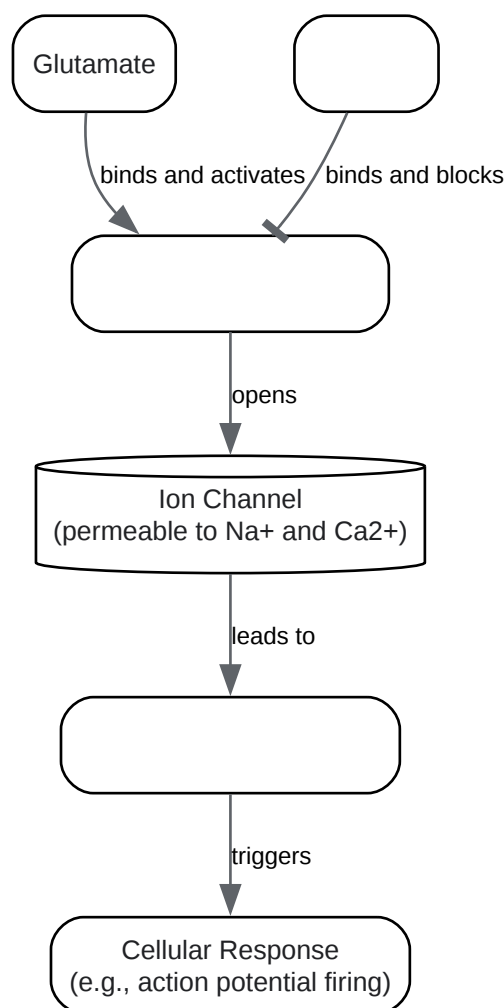 Glutamate
binds and activates
binds and blocks
opens
Ion Channel
(permeable to Na+ and Ca2+)
leads to
triggers
Cellular Response
(e.g., action potential firing)